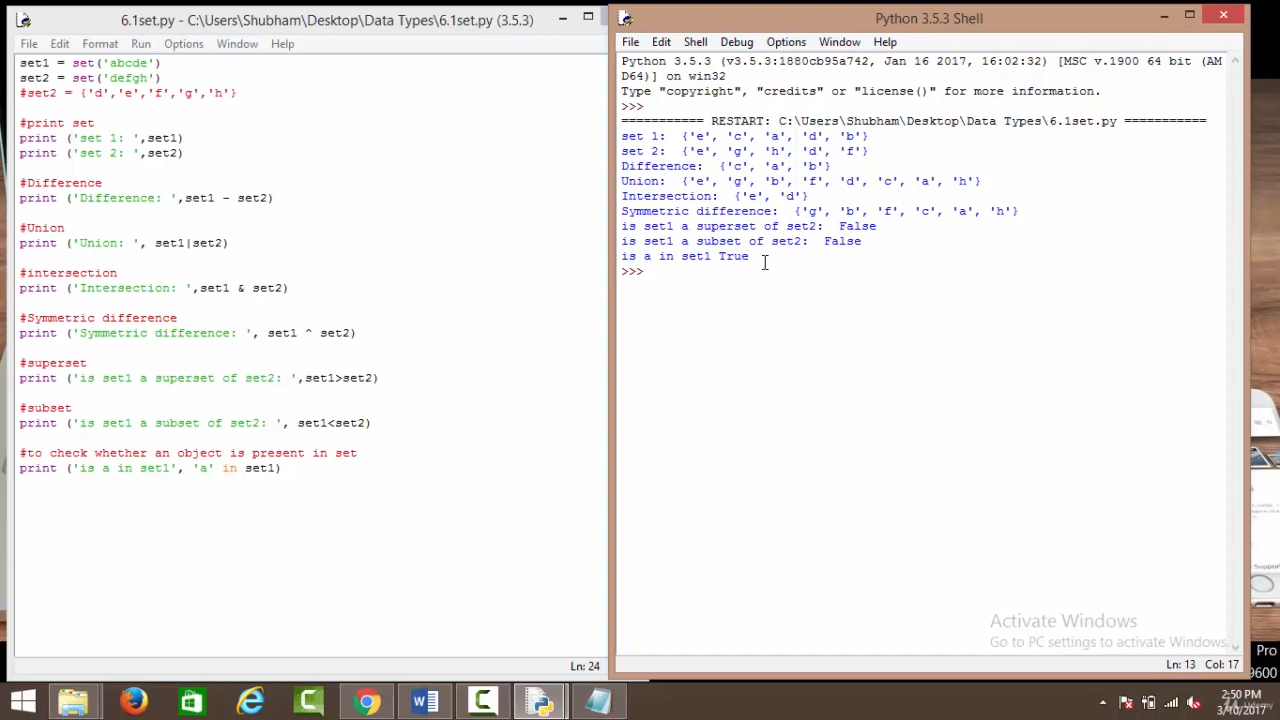 6.1set.py - C:\Users\Shubham\Desktop\Data Types\6.1set.py (3.5.3)
File Edit Format Run Options Window Help
set1 = set('abcde')
set2 = set('defgh')
#set2 = {'d','e','f','g','h'}
#print set
print ('set 1: ',set1)
print ('set 2: ',set2)
#Difference
print ('Difference: ',set1 - set2)
#Union
print ('Union: ', set1|set2)
#intersection
print ('Intersection: ',set1 & set2)
#Symmetric difference
print ('Symmetric difference: ', set1 ^ set2)
#superset
print ('is set1 a superset of set2: ',set1>set2)
#subset
print ('is set1 a subset of set2: ', set1<set2)
#to check whether an object is present in set
print ('is a in set1', 'a' in set1)
Ln: 24
Python 3.5.3 Shell
File Edit Shell Debug Options Window Help
Python 3.5.3 (v3.5.3:1880cb95a742, Jan 16 2017, 16:02:32) [MSC v.1900 64 bit (AM
D64)] on win32
Type "copyright", "credits" or "license()" for more information.
>>>
=========== RESTART: C:\Users\Shubham\Desktop\Data Types\6.1set.py ===========
set 1:  {'e', 'c', 'a', 'd', 'b'}
set 2:  {'e', 'g', 'h', 'd', 'f'}
Difference:  {'c', 'a', 'b'}
Union:  {'e', 'g', 'b', 'f', 'd', 'c', 'a', 'h'}
Intersection:  {'e', 'd'}
Symmetric difference:  {'g', 'b', 'f', 'c', 'a', 'h'}
is set1 a superset of set2:  False
is set1 a subset of set2:  False
is a in set1 True
>>>
Activate Windows
Go to PC settings to activate Windows.
Ln: 13 Col: 17
Pro
9600
2:50 PM
3/10/2017
Udemy